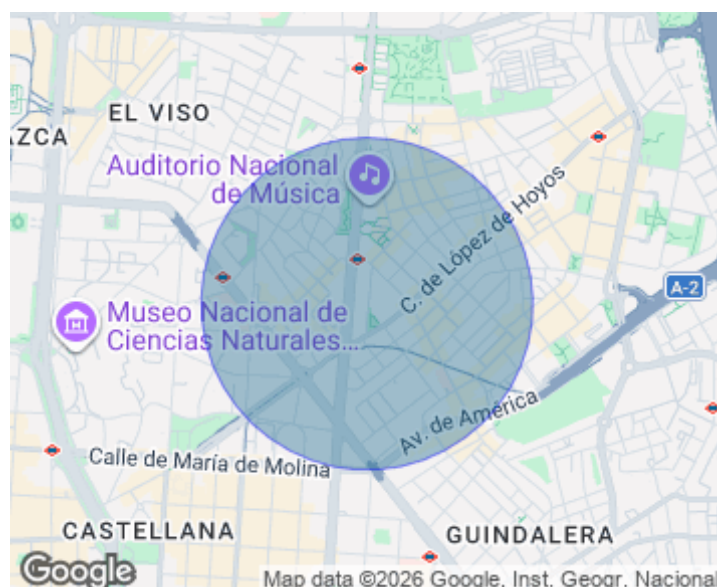 EL VISO
AZCA
Auditorio Nacional
de Música
C. de López de Hoyos
A-2
Museo Nacional de
Ciencias Naturales...
Av. de América
Calle de María de Molina
CASTELLANA
GUINDALERA
Google
Map data ©2026 Google, Inst. Geogr. Nacional